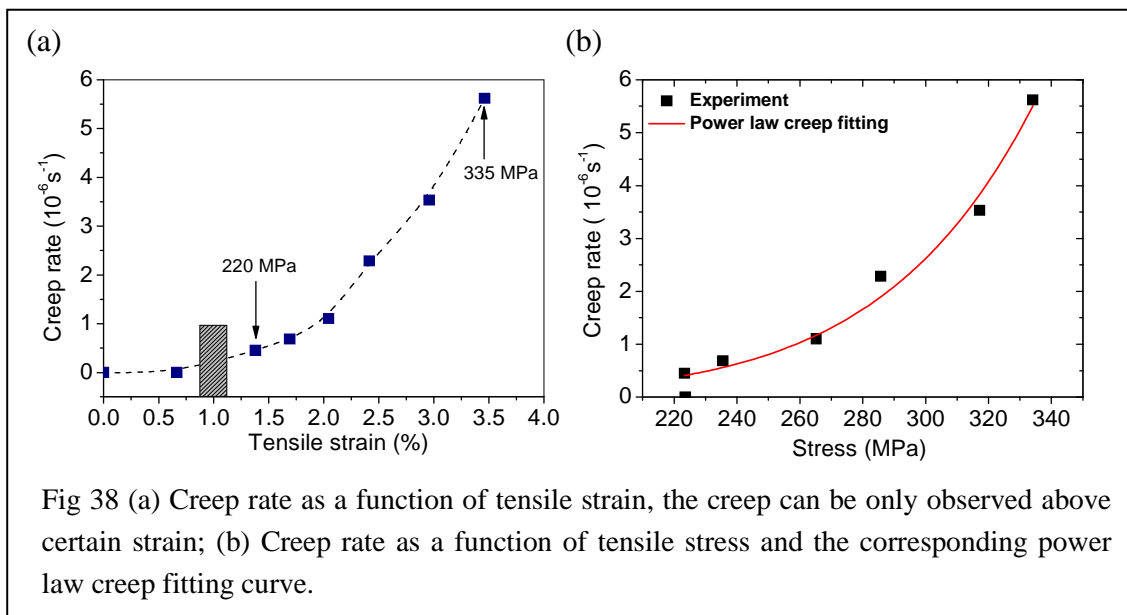 (a)
6
5
4
3
2
1
0
Creep rate (10-6s-1)
220 MPa
335 MPa
0.0 0.5 1.0 1.5 2.0 2.5 3.0 3.5 4.0
Tensile strain (%)
(b)
6
5
4
3
2
1
0
Creep rate ( 10-6s-1)
Experiment
Power law creep fitting
220 240 260 280 300 320 340
Stress (MPa)
Fig 38 (a) Creep rate as a function of tensile strain, the creep can be only observed above
certain strain; (b) Creep rate as a function of tensile stress and the corresponding power
law creep fitting curve.